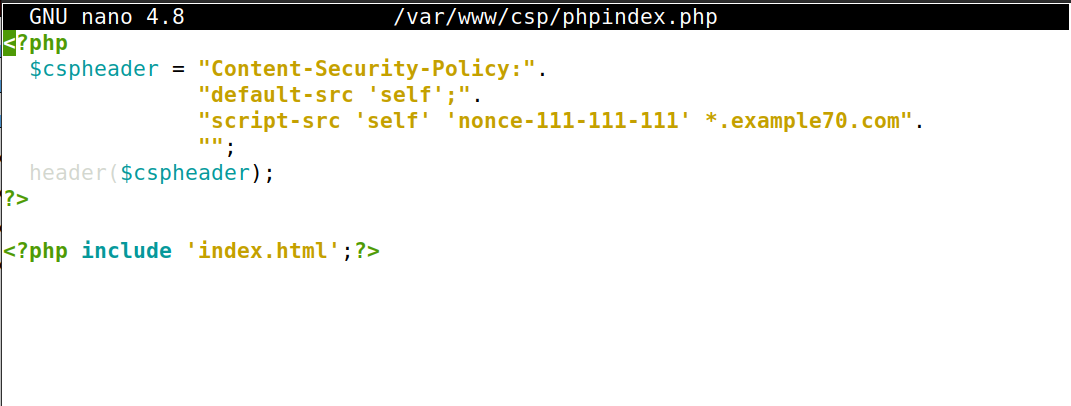 GNU nano 4.8 /var/www/csp/phpindex.php
<?php
$cspheader = "Content-Security-Policy:".
"default-src 'self';".
"script-src 'self' 'nonce-111-111-111' *.example70.com".
"";
header($cspheader);
?>
<?php include 'index.html';?>